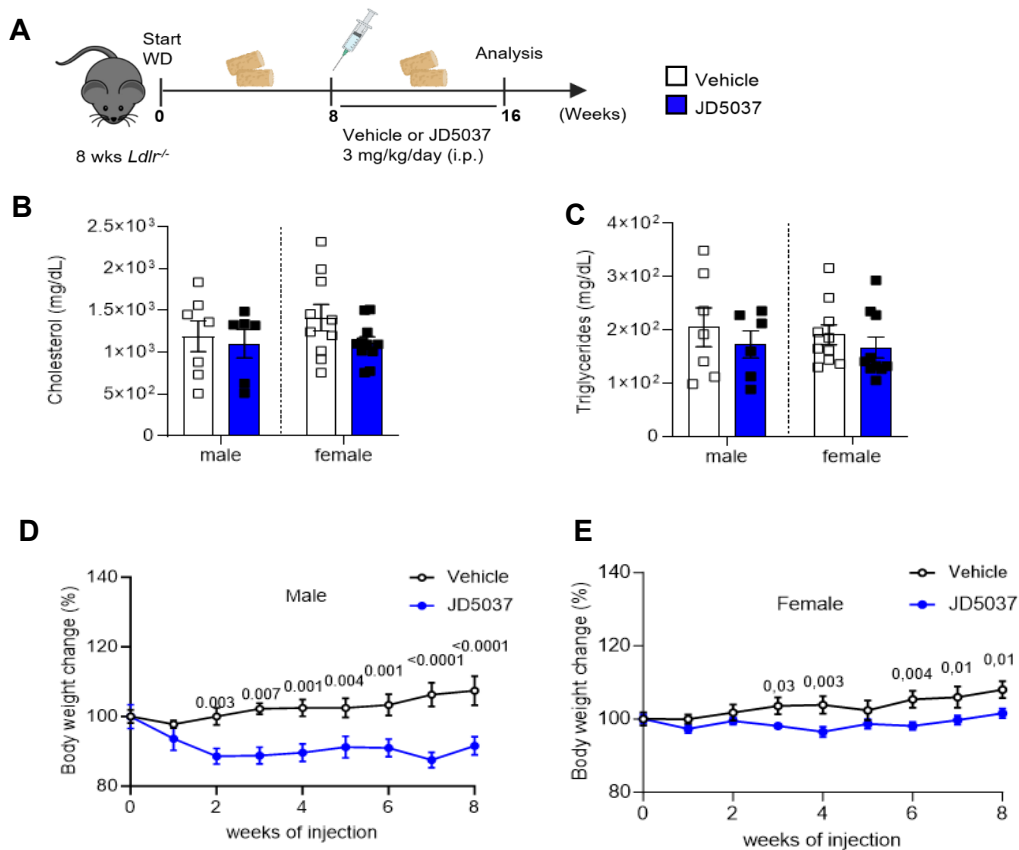 A
Start
WD
Analysis
0
8
16
(Weeks)
Vehicle or JD5037
3 mg/kg/day (i.p.)
8 wks Ldlr-/-
Vehicle
JD5037
B
Cholesterol (mg/dL)
2.5×10³
2×10³
1.5×10³
1×10³
5×10²
0
male
female
C
Triglycerides (mg/dL)
4×10²
3×10²
2×10²
1×10²
0
male
female
D
Body weight change (%)
140
120
100
80
Male
Vehicle
JD5037
0.003
0.007
0.001
0.004
0.001
<0.0001
<0.0001
0
2
4
6
8
weeks of injection
E
Body weight change (%)
140
120
100
80
Female
Vehicle
JD5037
0,03
0,003
0,004
0,01
0,01
0
2
4
6
8
weeks of injection